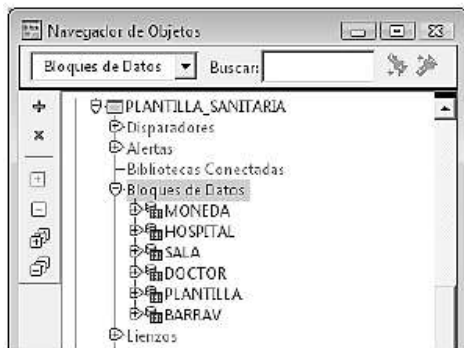 Navegador de Objetos
Bloques de Datos Buscar:
PLANTILLA_SANITARIA
Disparadores
Alertas
Bibliotecas Conectadas
Bloques de Datos
MONEDA
HOSPITAL
SALA
DOCTOR
PLANTILLA
BARRAV
Lienzos